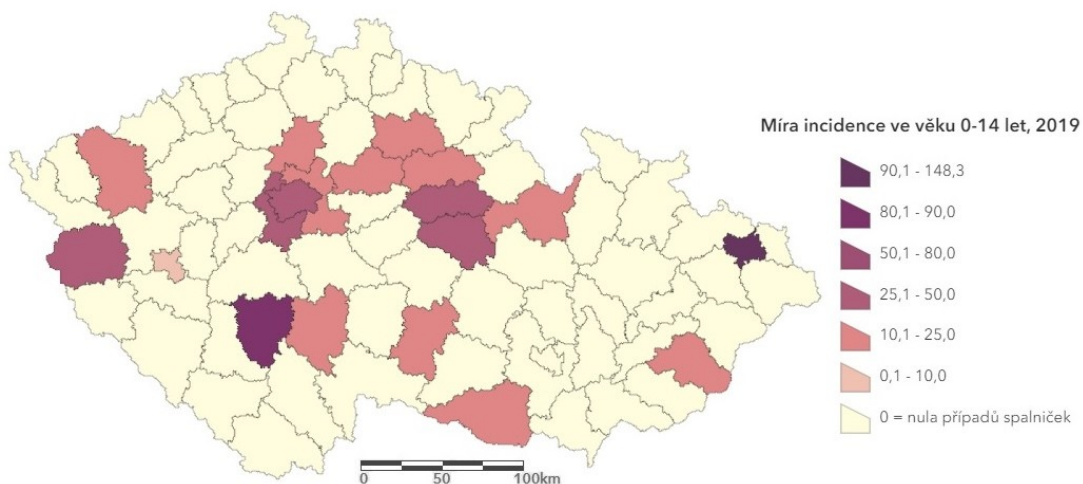 Míra incidence ve věku 0-14 let, 2019
90,1 - 148,3
80,1 - 90,0
50,1 - 80,0
25,1 - 50,0
10,1 - 25,0
0,1 - 10,0
0 = nula případů spalniček
0 50 100km